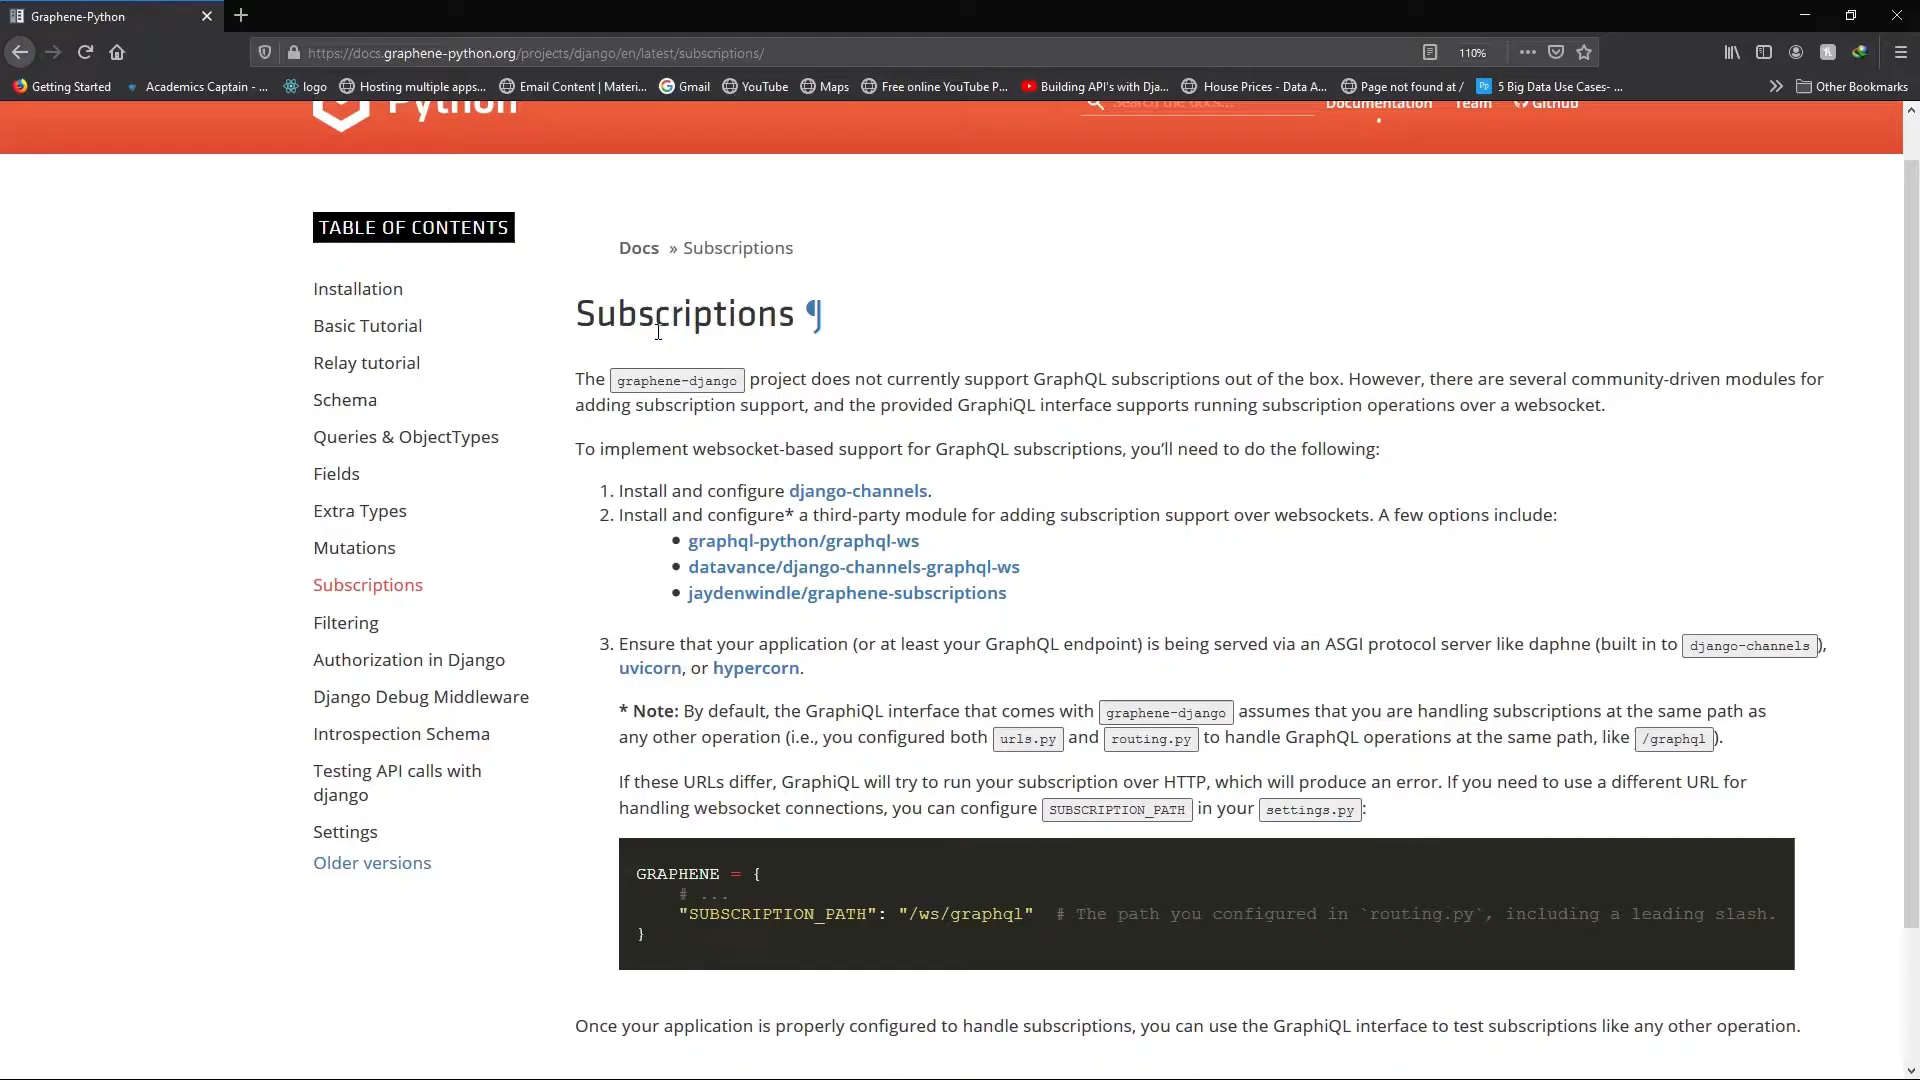 Graphene-Python
https://docs.graphene-python.org/projects/django/en/latest/subscriptions/
110%
Getting Started
Academics Captain - ...
logo
Hosting multiple apps...
Email Content | Materi...
Gmail
YouTube
Maps
Free online YouTube P...
Building API's with Dja...
House Prices - Data A...
Page not found at /
5 Big Data Use Cases- ...
Other Bookmarks
Python
Search the docs...
Documentation
Team
Github
TABLE OF CONTENTS
Installation
Basic Tutorial
Relay tutorial
Schema
Queries & ObjectTypes
Fields
Extra Types
Mutations
Subscriptions
Filtering
Authorization in Django
Django Debug Middleware
Introspection Schema
Testing API calls with
django
Settings
Older versions
Docs » Subscriptions
Subscriptions ¶
The graphene-django project does not currently support GraphQL subscriptions out of the box. However, there are several community-driven modules for
adding subscription support, and the provided GraphiQL interface supports running subscription operations over a websocket.
To implement websocket-based support for GraphQL subscriptions, you'll need to do the following:
1. Install and configure django-channels.
2. Install and configure* a third-party module for adding subscription support over websockets. A few options include:
• graphql-python/graphql-ws
• datavance/django-channels-graphql-ws
• jaydenwindle/graphene-subscriptions
3. Ensure that your application (or at least your GraphQL endpoint) is being served via an ASGI protocol server like daphne (built in to django-channels),
uvicorn, or hypercorn.
* Note: By default, the GraphiQL interface that comes with graphene-django assumes that you are handling subscriptions at the same path as
any other operation (i.e., you configured both urls.py and routing.py to handle GraphQL operations at the same path, like /graphql).
If these URLs differ, GraphiQL will try to run your subscription over HTTP, which will produce an error. If you need to use a different URL for
handling websocket connections, you can configure SUBSCRIPTION_PATH in your settings.py:
GRAPHENE = {
# ...
"SUBSCRIPTION_PATH": "/ws/graphql" # The path you configured in `routing.py`, including a leading slash.
}
Once your application is properly configured to handle subscriptions, you can use the GraphiQL interface to test subscriptions like any other operation.